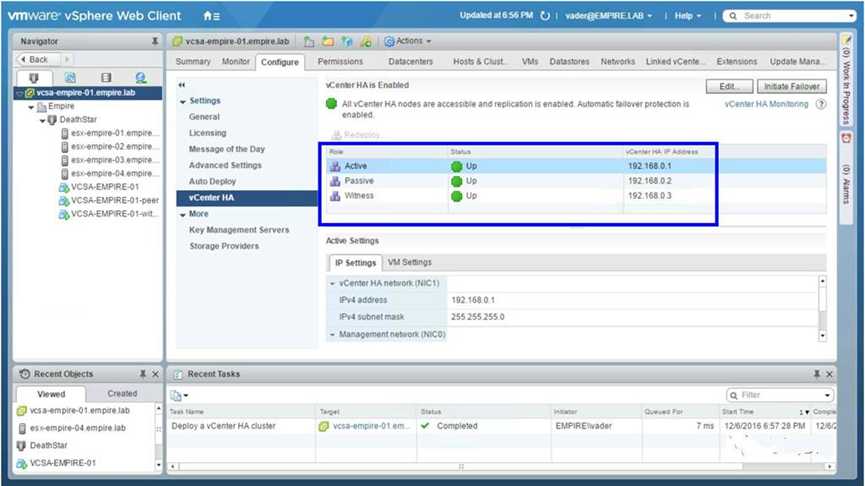 vmware® vSphere Web Client
Updated at 6:56 PM
vader@EMPIRE.LAB
Help
Search
Navigator
Back
vcsa-empire-01.empire.lab
Empire
DeathStar
esx-empire-01.empire...
esx-empire-02.empire...
esx-empire-03.empire...
esx-empire-04.empire...
VCSA-EMPIRE-01
VCSA-EMPIRE-01-peer
VCSA-EMPIRE-01-wit...
vcsa-empire-01.empire.lab
Actions
Summary Monitor Configure Permissions Datacenters Hosts & Clust... VMs Datastores Networks Linked vCente... Extensions Update Mana...
Settings
General
Licensing
Message of the Day
Advanced Settings
Auto Deploy
vCenter HA
More
Key Management Servers
Storage Providers
vCenter HA is Enabled
Edit...
Initiate Failover
All vCenter HA nodes are accessible and replication is enabled. Automatic failover protection is
enabled.
vCenter HA Monitoring
Redeploy
Role Status vCenter HA IP Address
Active Up 192.168.0.1
Passive Up 192.168.0.2
Witness Up 192.168.0.3
Active Settings
IP Settings VM Settings
vCenter HA network (NIC1)
IPv4 address 192.168.0.1
IPv4 subnet mask 255.255.255.0
Management network (NIC0)
(0) Work In Progress
(0) Alarms
Recent Objects
Viewed Created
vcsa-empire-01.empire.lab
esx-empire-04.empire.lab
DeathStar
VCSA-EMPIRE-01
Recent Tasks
Filter
Task Name Target Status Initiator Queued For Start Time 1 Comple
Deploy a vCenter HA cluster vcsa-empire-01.em... Completed EMPIRE\vader 7 ms 12/6/2016 6:57:28 PM 12/6/201